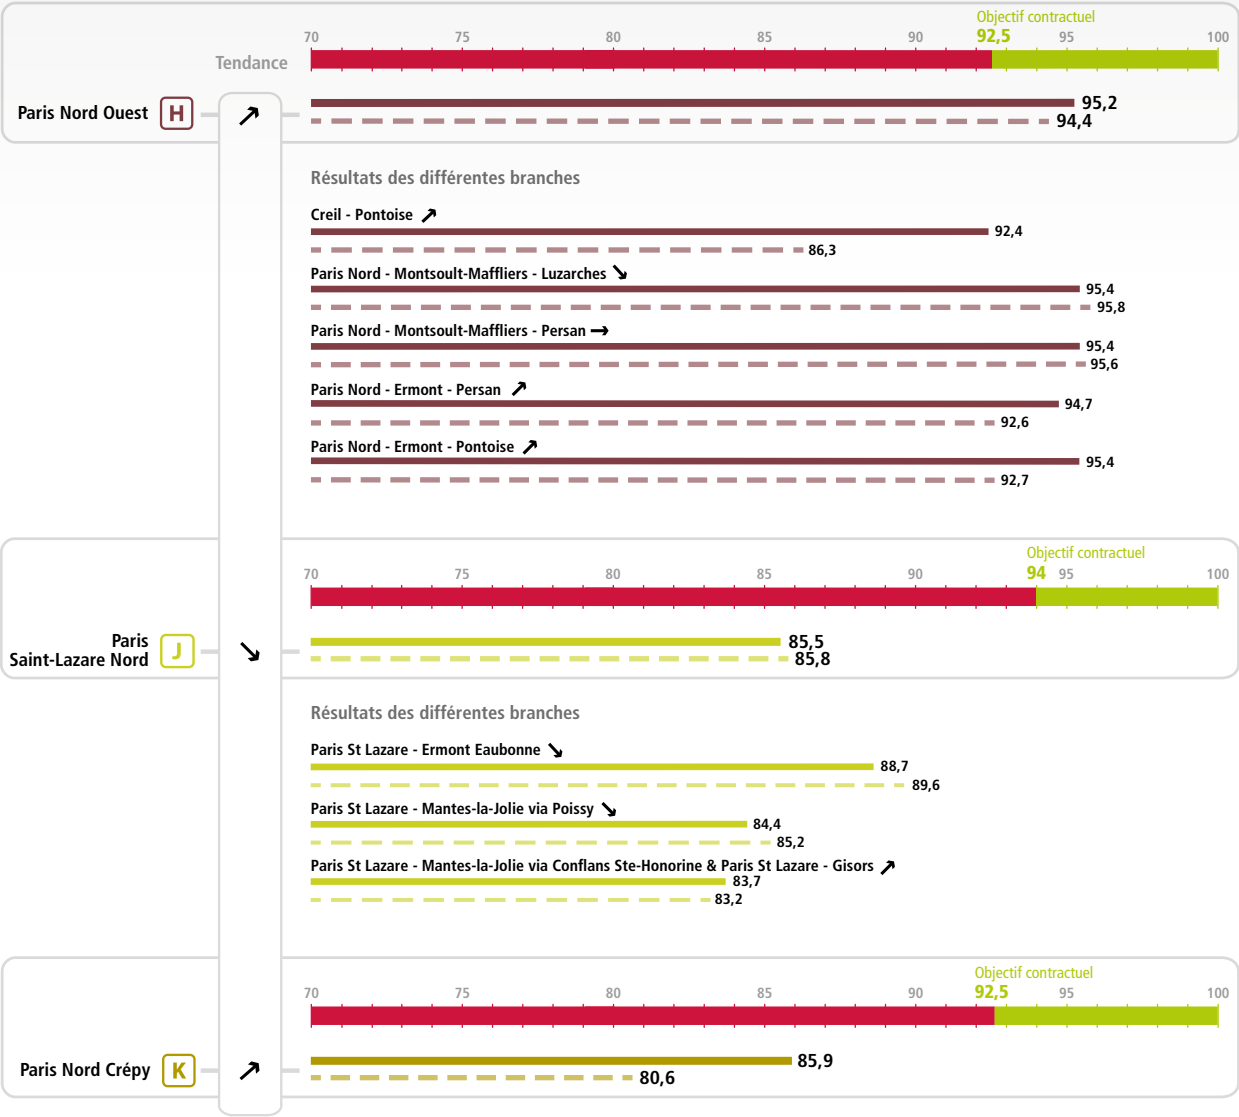 Objectif contractuel
70 75 80 85 90 92,5 95 100
Tendance
Paris Nord Ouest H
95,2
94,4
Résultats des différentes branches
Creil - Pontoise
92,4
86,3
Paris Nord - Montsoult-Maffliers - Luzarches
95,4
95,8
Paris Nord - Montsoult-Maffliers - Persan
95,4
95,6
Paris Nord - Ermont - Persan
94,7
92,6
Paris Nord - Ermont - Pontoise
95,4
92,7
Objectif contractuel
70 75 80 85 90 94 95 100
Paris
Saint-Lazare Nord J
85,5
85,8
Résultats des différentes branches
Paris St Lazare - Ermont Eaubonne
88,7
89,6
Paris St Lazare - Mantes-la-Jolie via Poissy
84,4
85,2
Paris St Lazare - Mantes-la-Jolie via Conflans Ste-Honorine & Paris St Lazare - Gisors
83,7
83,2
Objectif contractuel
70 75 80 85 90 92,5 95 100
Paris Nord Crépy K
85,9
80,6